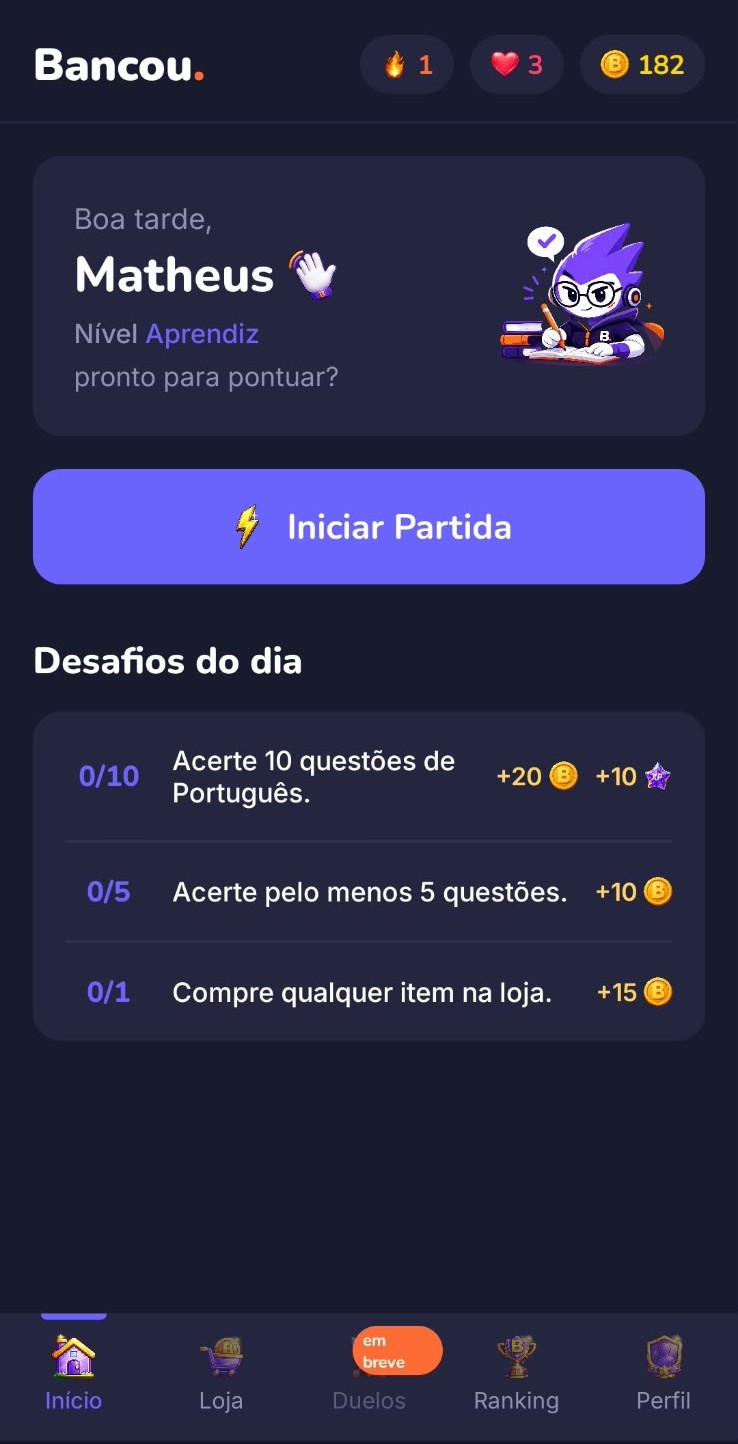 Bancou.
1
3
182
Boa tarde,
Matheus
Nível Aprendiz
pronto para pontuar?
Iniciar Partida
Desafios do dia
0/10
Acerte 10 questões de
Português.
+20
+10
0/5
Acerte pelo menos 5 questões.
+10
0/1
Compre qualquer item na loja.
+15
em
breve
Início
Loja
Duelos
Ranking
Perfil